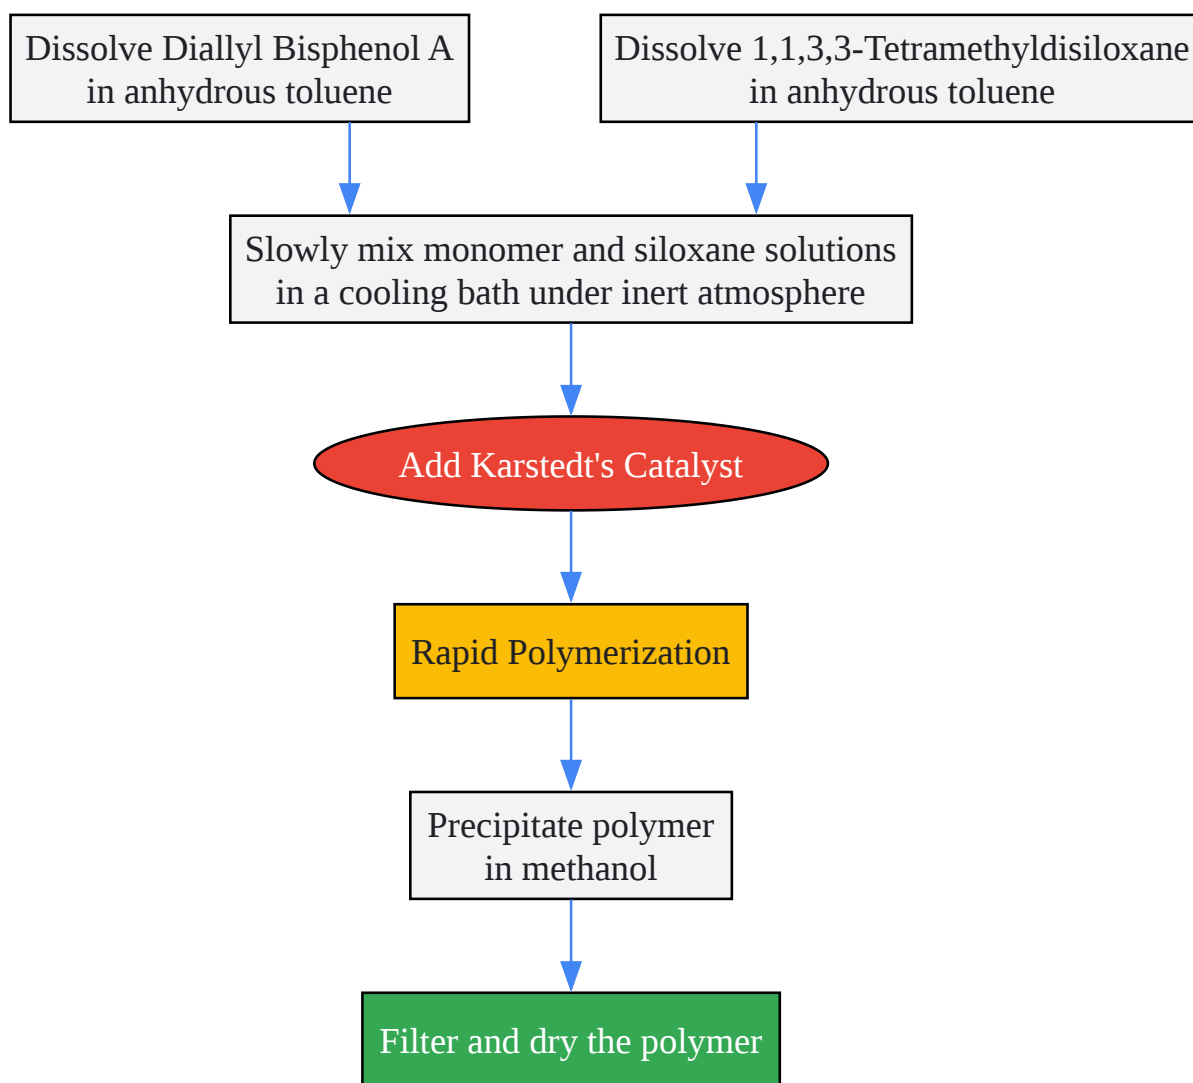 Dissolve Diallyl Bisphenol A
in anhydrous toluene
Dissolve 1,1,3,3-Tetramethyldisiloxane
in anhydrous toluene
Slowly mix monomer and siloxane solutions
in a cooling bath under inert atmosphere
Add Karstedt's Catalyst
Rapid Polymerization
Precipitate polymer
in methanol
Filter and dry the polymer